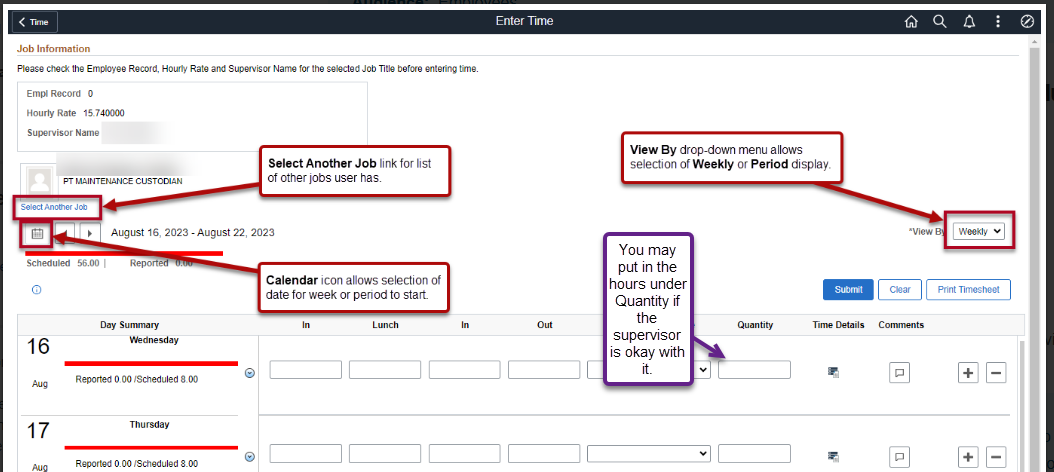 Audience: Employees
Time
Enter Time
Job Information
Please check the Employee Record, Hourly Rate and Supervisor Name for the selected Job Title before entering time.
Empl Record 0
Hourly Rate 15.740000
Supervisor Name
PT MAINTENANCE CUSTODIAN
Select Another Job
Select Another Job link for list
of other jobs user has.
View By drop-down menu allows
selection of Weekly or Period display.
August 16, 2023 - August 22, 2023
*View By
Weekly
Scheduled 56.00 | Reported 0.00
Calendar icon allows selection of
date for week or period to start.
You may
put in the
hours under
Quantity if
the
supervisor
is okay with
it.
Submit
Clear
Print Timesheet
Day Summary In Lunch In Out Quantity Time Details Comments
16
Wednesday
Aug
Reported 0.00 /Scheduled 8.00
17
Thursday
Aug
Reported 0.00 /Scheduled 8.00